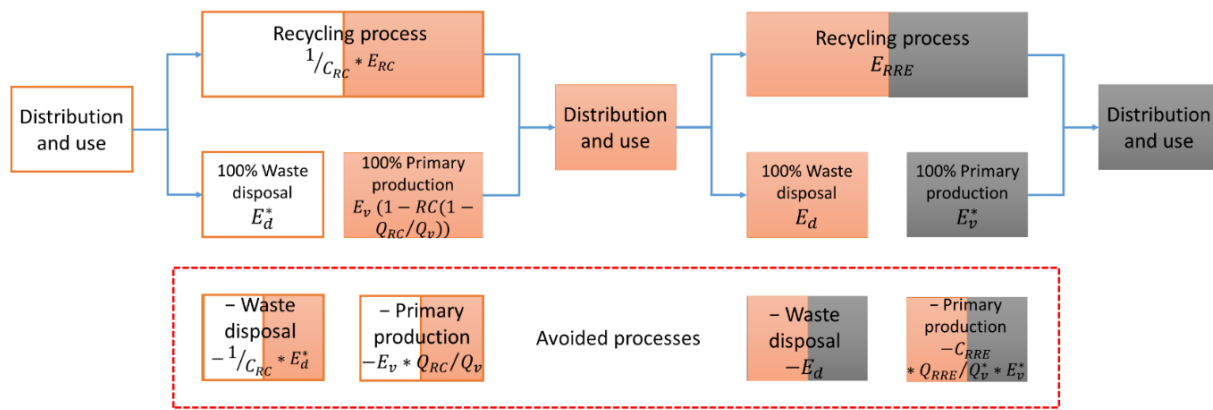 Recycling process
1/C_RC * E_RC
Recycling process
E_RRE
Distribution
and use
Distribution
and use
Distribution
and use
100% Waste
disposal
E_d^*
100% Primary
production
E_v (1 − RC(1 −
Q_RC/Q_v))
100% Waste
disposal
E_d
100% Primary
production
E_v^*
− Waste
disposal
− 1/C_RC * E_d^*
− Primary
production
−E_v * Q_RC/Q_v
Avoided processes
− Waste
disposal
−E_d
− Primary
production
−C_RRE
* Q_RRE/Q_v^* * E_v^*